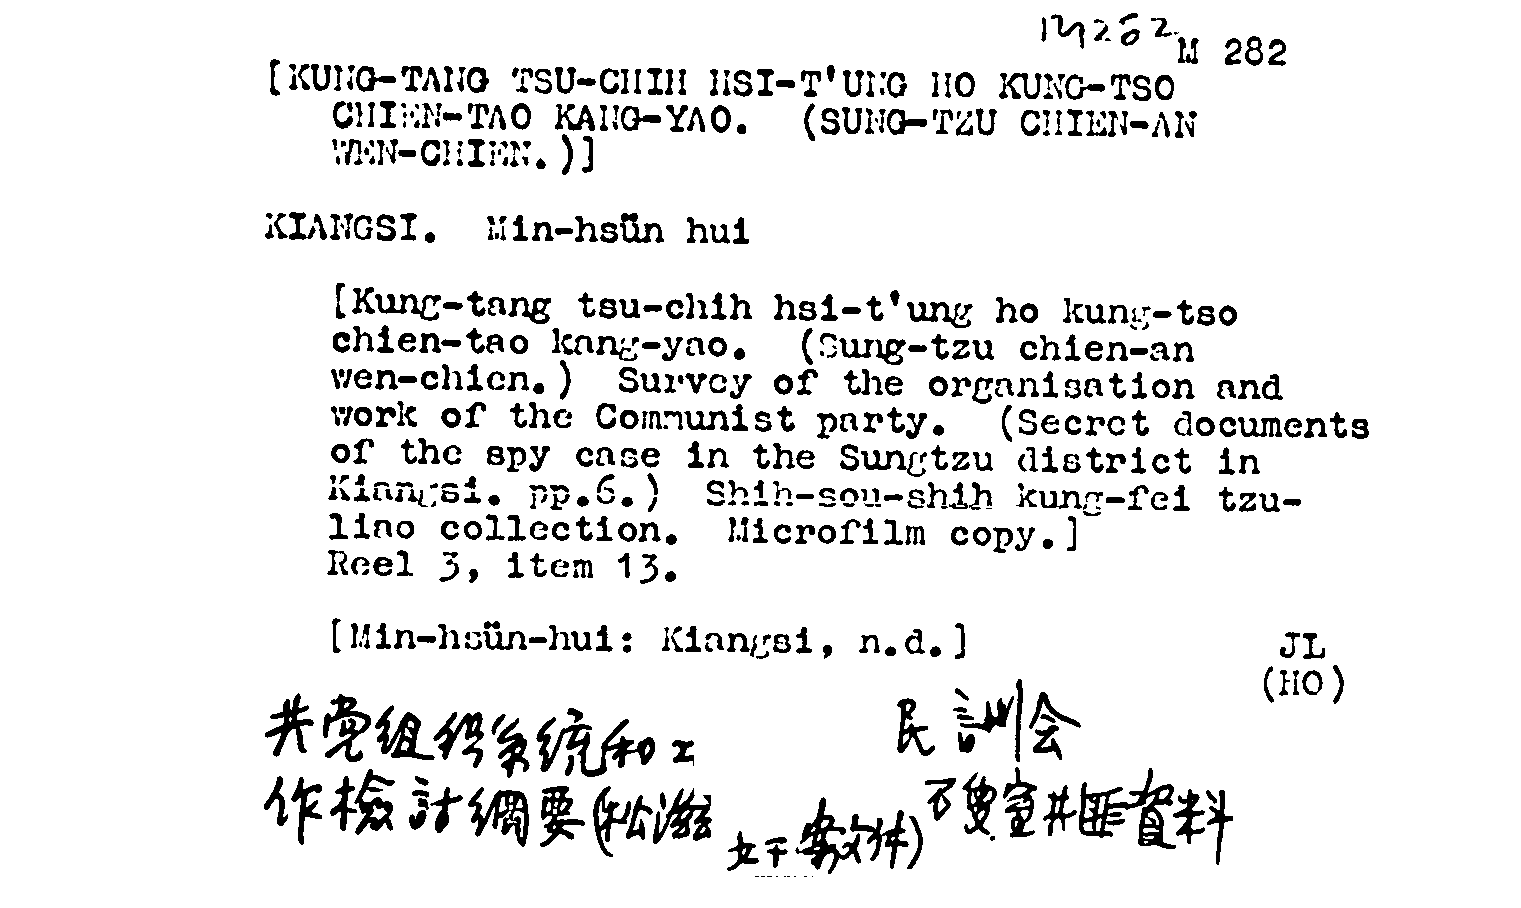 M282
M 282
[KUNG-TANG TSU-CHIH HSI-T'UNG HO KUNG-TSO
CHIEN-TAO KANG-YAO. (SUNG-TZU CHIEN-AN
WEN-CHIEN.)]
KIANGSI. Min-hsün hui
[Kung-tang tsu-chih hsi-t'ung ho kung-tso
chien-tao kang-yao. (Sung-tzu chien-an
wen-chien.) Survey of the organisation and
work of the Communist party. (Secret documents
of the spy case in the Sungtzu district in
Kiangsi. pp.6.) Shih-sou-shih kung-fei tzu-
liao collection. Microfilm copy.]
Reel 3, item 13.
[Min-hsün-hui: Kiangsi, n.d.]
JL
(HO)
共党组织系统和工
作檢討綱要(松滋
奸案文件)
民訓会
石叟室共匪資料